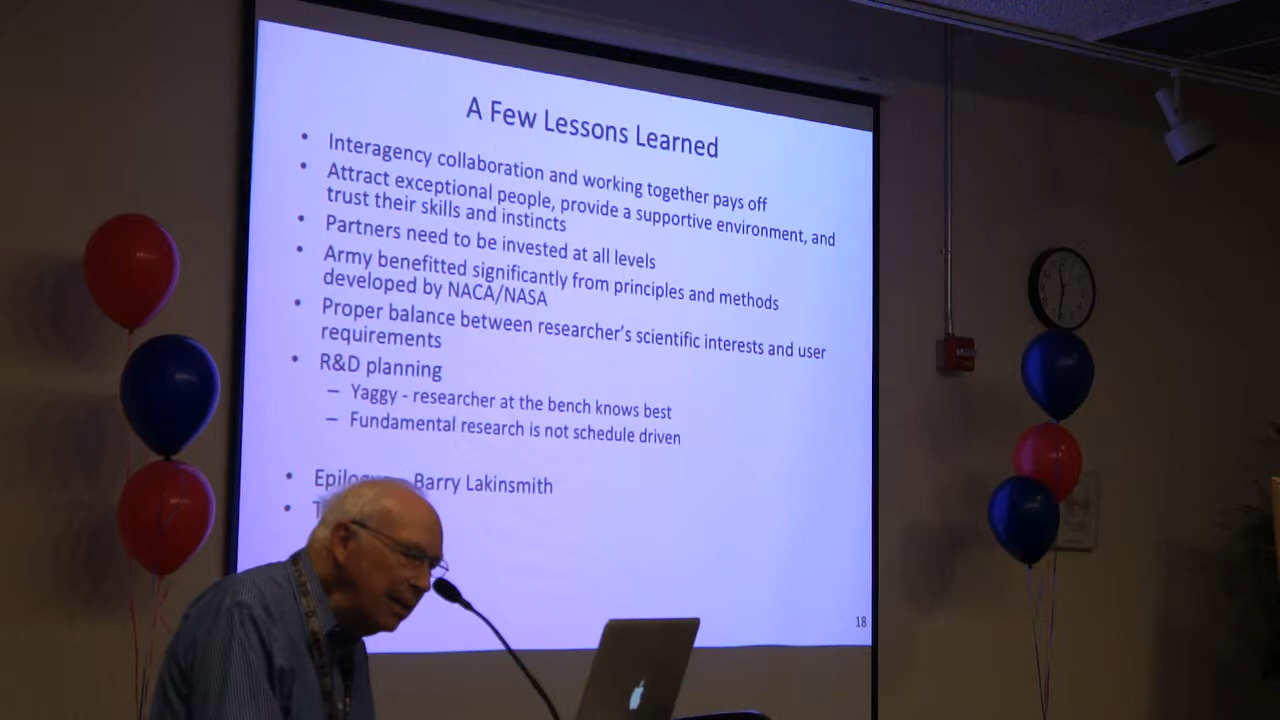 A Few Lessons Learned
• Interagency collaboration and working together pays off
• Attract exceptional people, provide a supportive environment, and
trust their skills and instincts
• Partners need to be invested at all levels
• Army benefitted significantly from principles and methods
developed by NACA/NASA
• Proper balance between researcher's scientific interests and user
requirements
• R&D planning
– Yaggy - researcher at the bench knows best
– Fundamental research is not schedule driven
• Barry Lakinsmith
18